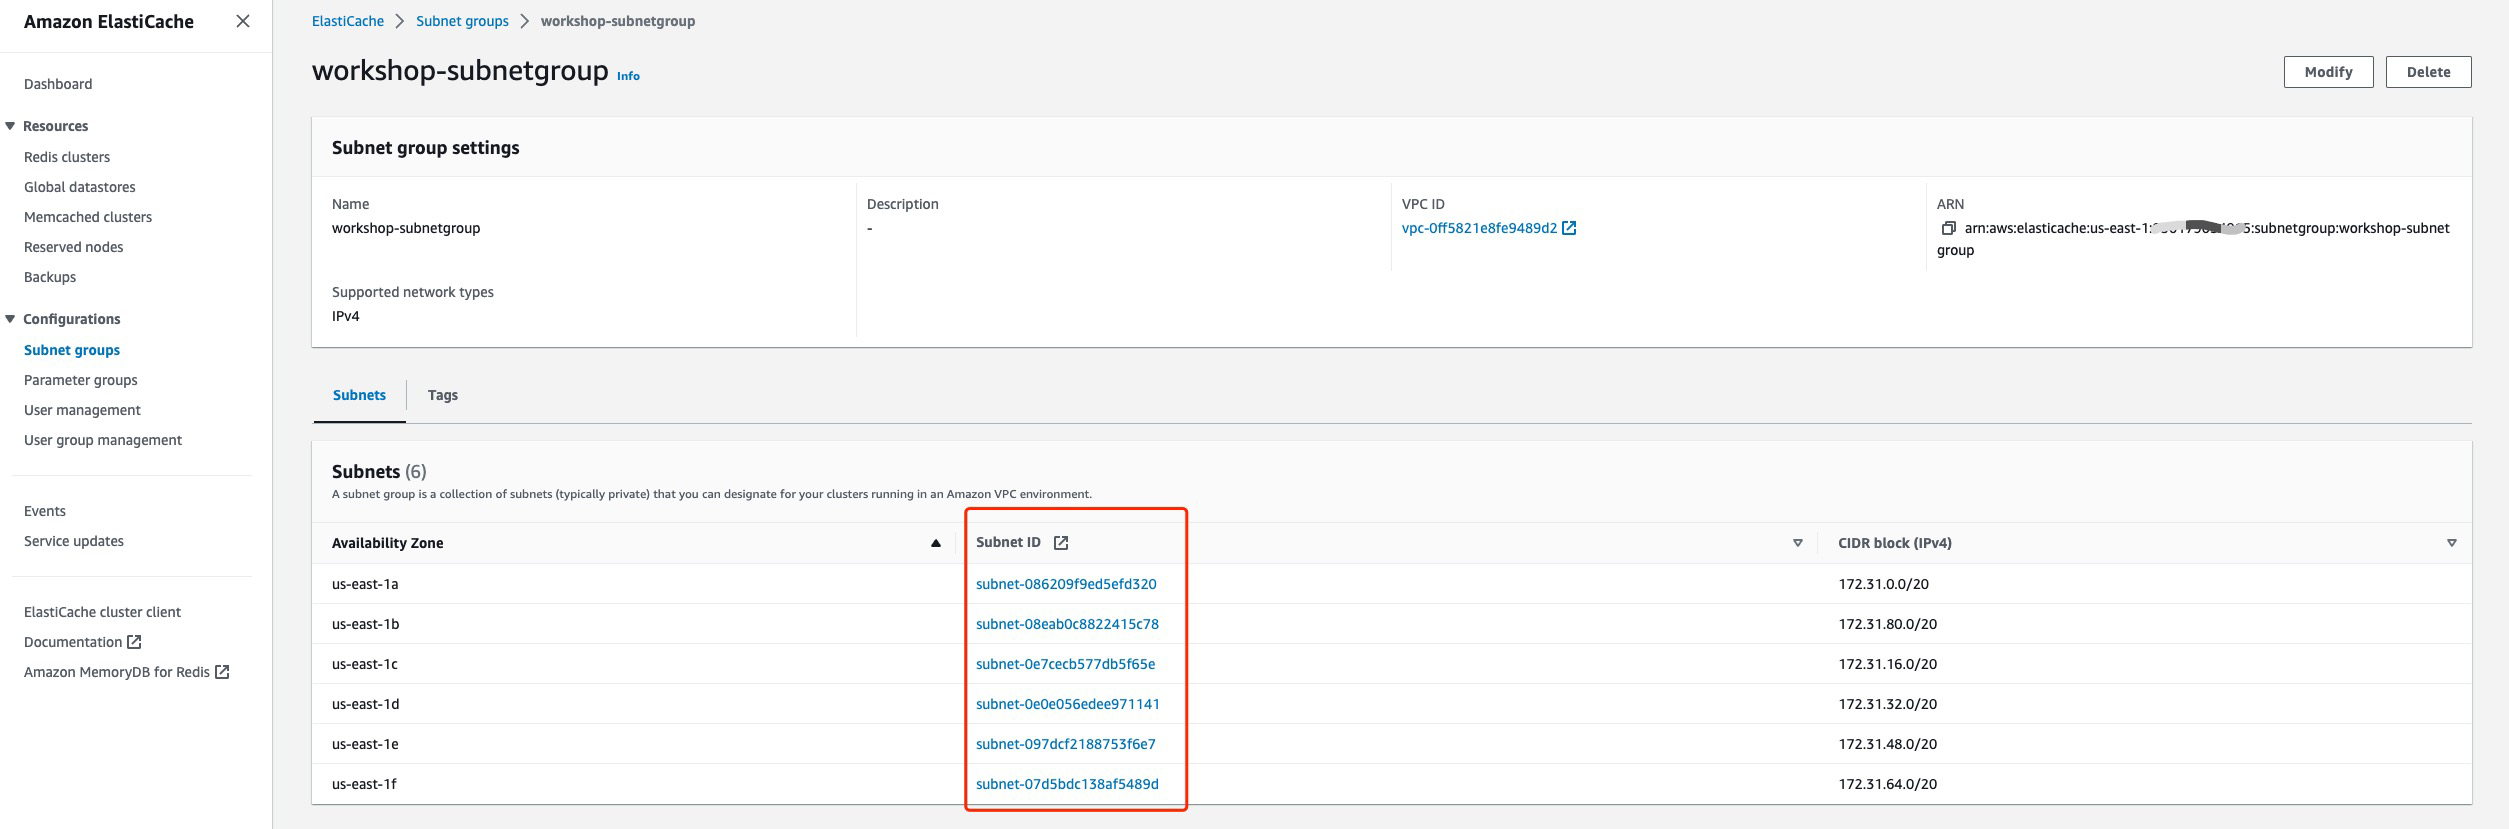 Amazon ElastiCache
Dashboard
Resources
Redis clusters
Global datastores
Memcached clusters
Reserved nodes
Backups
Configurations
Subnet groups
Parameter groups
User management
User group management
Events
Service updates
ElastiCache cluster client
Documentation
Amazon MemoryDB for Redis
ElastiCache > Subnet groups > workshop-subnetgroup
workshop-subnetgroup Info
Modify Delete
Subnet group settings
Name
workshop-subnetgroup
Supported network types
IPv4
Description
-
VPC ID
vpc-0ff5821e8fe9489d2
ARN
arn:aws:elasticache:us-east-1: :subnetgroup:workshop-subnet
group
Subnets Tags
Subnets (6)
A subnet group is a collection of subnets (typically private) that you can designate for your clusters running in an Amazon VPC environment.
Availability Zone Subnet ID CIDR block (IPv4)
us-east-1a subnet-086209f9ed5efd320 172.31.0.0/20
us-east-1b subnet-08eab0c8822415c78 172.31.80.0/20
us-east-1c subnet-0e7cecb577db5f65e 172.31.16.0/20
us-east-1d subnet-0e0e056edee971141 172.31.32.0/20
us-east-1e subnet-097dcf2188753f6e7 172.31.48.0/20
us-east-1f subnet-07d5bdc138af5489d 172.31.64.0/20